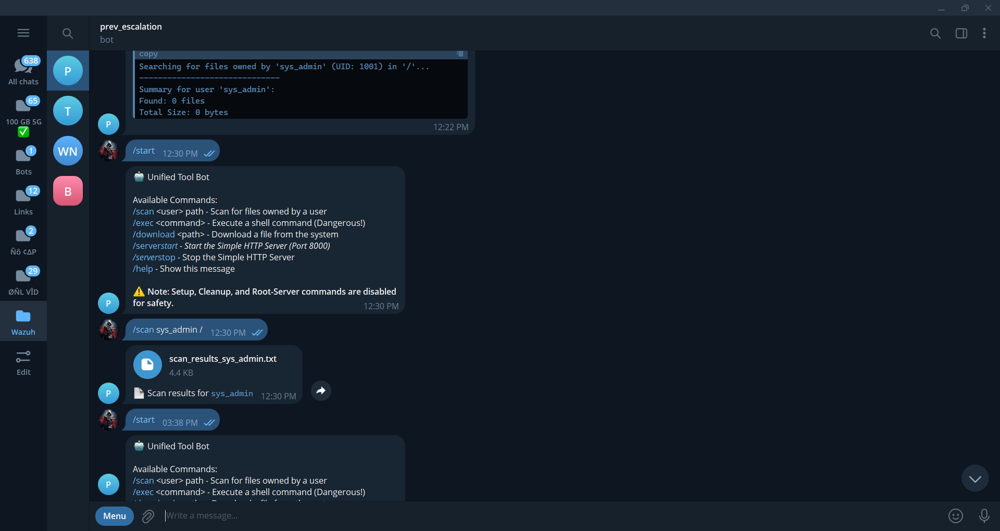 prev_escalation
bot
638
All chats
65
100 GB 5G
✅
1
Bots
12
Links
2
Ñô ¢ΔP
29
ØÑL VÎD
Wazuh
Edit
P
T
WN
B
copy
Searching for files owned by 'sys_admin' (UID: 1001) in '/'...
------------------------------
Summary for user 'sys_admin':
Found: 0 files
Total Size: 0 bytes
P
12:22 PM
/start 12:30 PM
🤖 Unified Tool Bot
Available Commands:
/scan <user> path - Scan for files owned by a user
/exec <command> - Execute a shell command (Dangerous!)
/download <path> - Download a file from the system
/serverstart - Start the Simple HTTP Server (Port 8000)
/serverstop - Stop the Simple HTTP Server
/help - Show this message
⚠️ Note: Setup, Cleanup, and Root-Server commands are disabled
for safety. 12:30 PM
P
/scan sys_admin / 12:30 PM
scan_results_sys_admin.txt
4.4 KB
📄 Scan results for sys_admin 12:30 PM
P
/start 03:38 PM
🤖 Unified Tool Bot
Available Commands:
/scan <user> path - Scan for files owned by a user
P
/exec <command> - Execute a shell command (Dangerous!)
Menu
Write a message...